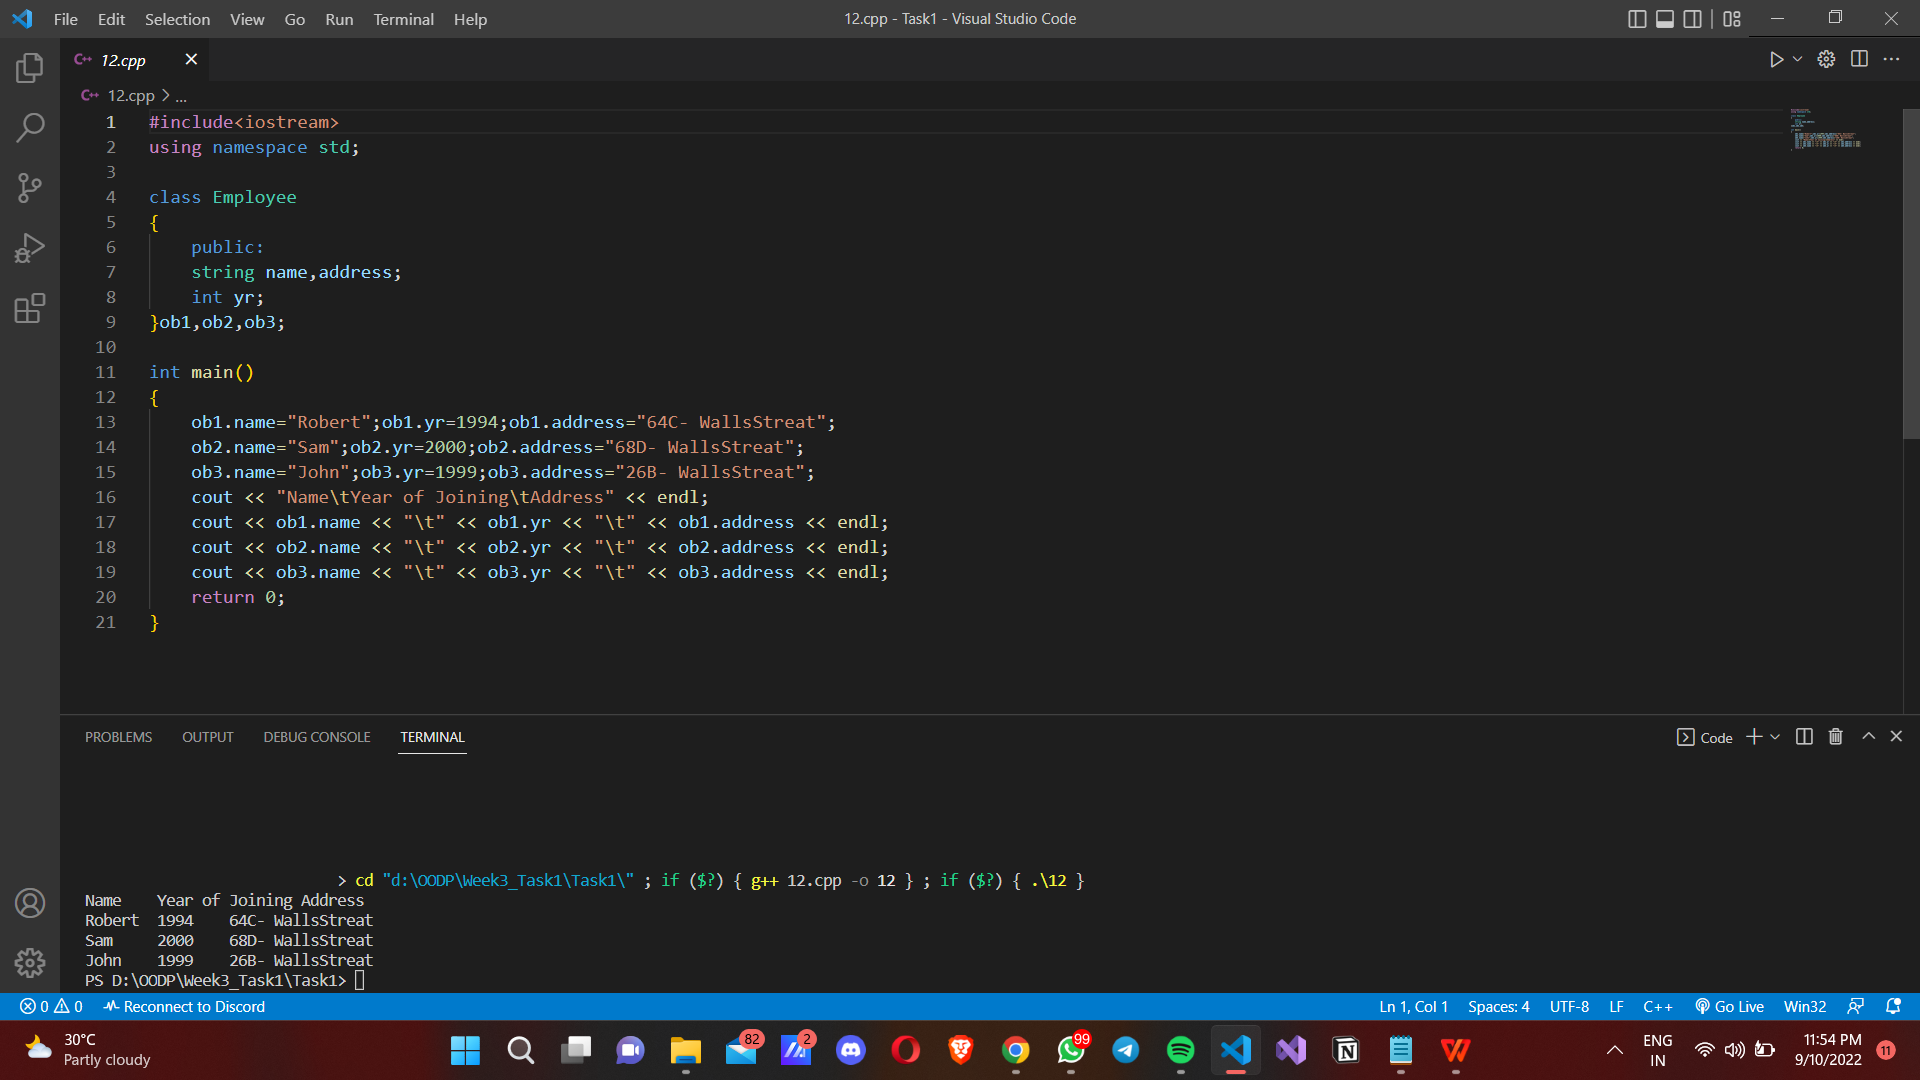 File Edit Selection View Go Run Terminal Help
12.cpp - Task1 - Visual Studio Code
C++ 12.cpp
C++ 12.cpp > ...
1 #include<iostream>
2 using namespace std;
3
4 class Employee
5 {
6     public:
7     string name,address;
8     int yr;
9 }ob1,ob2,ob3;
10
11 int main()
12 {
13     ob1.name="Robert";ob1.yr=1994;ob1.address="64C- WallsStreat";
14     ob2.name="Sam";ob2.yr=2000;ob2.address="68D- WallsStreat";
15     ob3.name="John";ob3.yr=1999;ob3.address="26B- WallsStreat";
16     cout << "Name\tYear of Joining\tAddress" << endl;
17     cout << ob1.name << "\t" << ob1.yr << "\t" << ob1.address << endl;
18     cout << ob2.name << "\t" << ob2.yr << "\t" << ob2.address << endl;
19     cout << ob3.name << "\t" << ob3.yr << "\t" << ob3.address << endl;
20     return 0;
21 }
PROBLEMS OUTPUT DEBUG CONSOLE TERMINAL
Code
> cd "d:\OODP\Week3_Task1\Task1\" ; if ($?) { g++ 12.cpp -o 12 } ; if ($?) { .\12 }
Name    Year of Joining Address
Robert  1994    64C- WallsStreat
Sam     2000    68D- WallsStreat
John    1999    26B- WallsStreat
PS D:\OODP\Week3_Task1\Task1>
0 0 Reconnect to Discord
Ln 1, Col 1 Spaces: 4 UTF-8 LF C++ Go Live Win32
30°C
Partly cloudy
82
2
99
ENG
IN
11:54 PM
9/10/2022
11